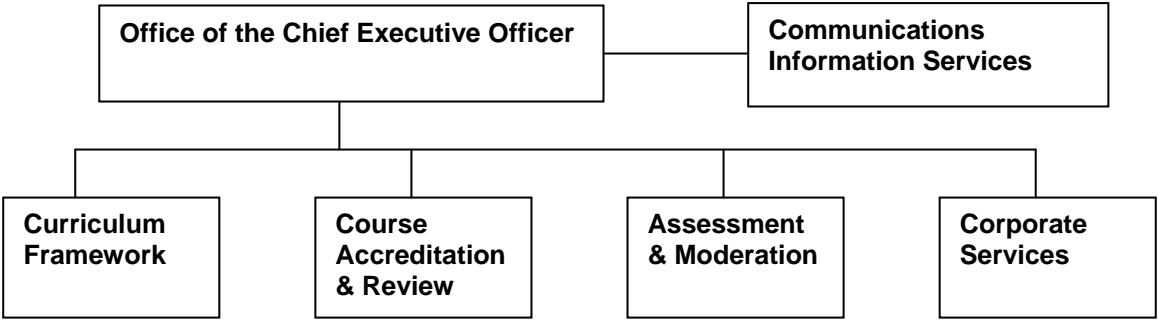 Office of the Chief Executive Officer
Communications
Information Services
Curriculum
Framework
Course
Accreditation
& Review
Assessment
& Moderation
Corporate
Services